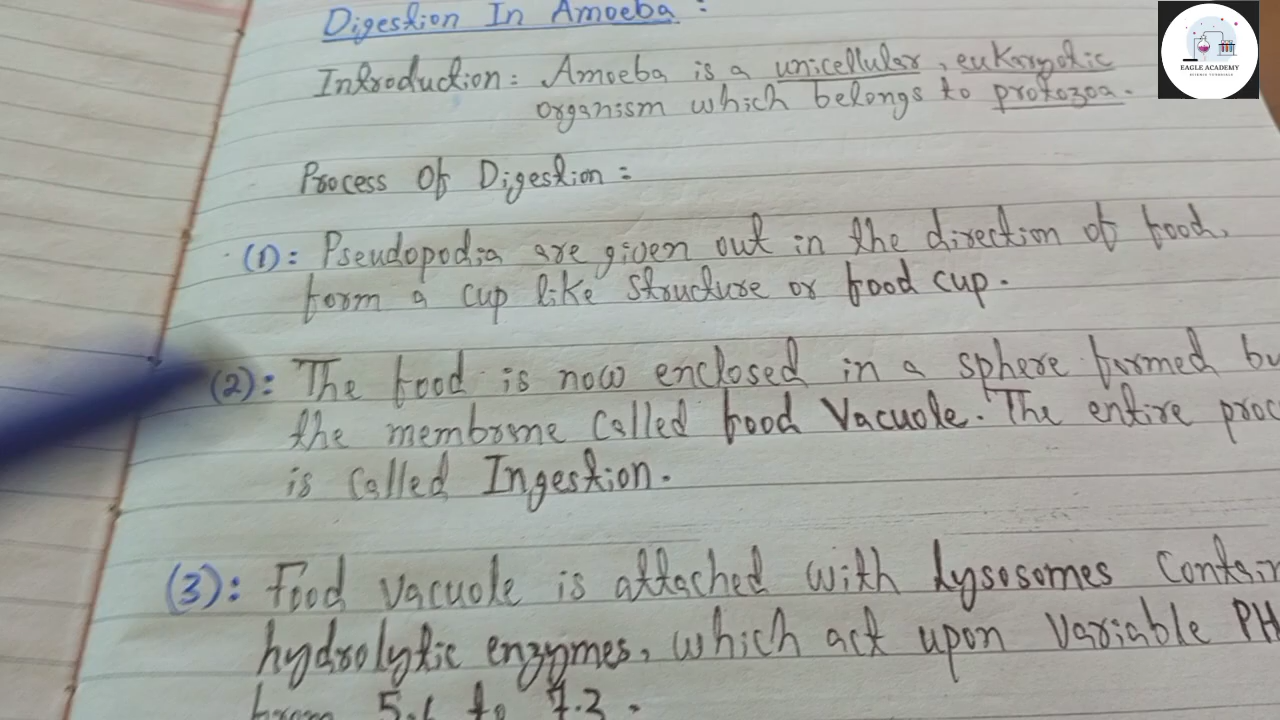 Digestion In Amoeba :
Introduction : Amoeba is a unicellular, eukaryotic
organism which belongs to protozoa.
Process Of Digestion :
(1): Pseudopodia are given out in the direction of food,
form a cup like structure or food cup.
(2): The food is now enclosed in a sphere formed by
the membrane called food Vacuole. The entire proc
is called Ingestion.
(3): Food vacuole is attached with lysosomes Contain
hydrolytic enzymes, which act upon variable PH
from to 7.3.
EAGLE ACADEMY